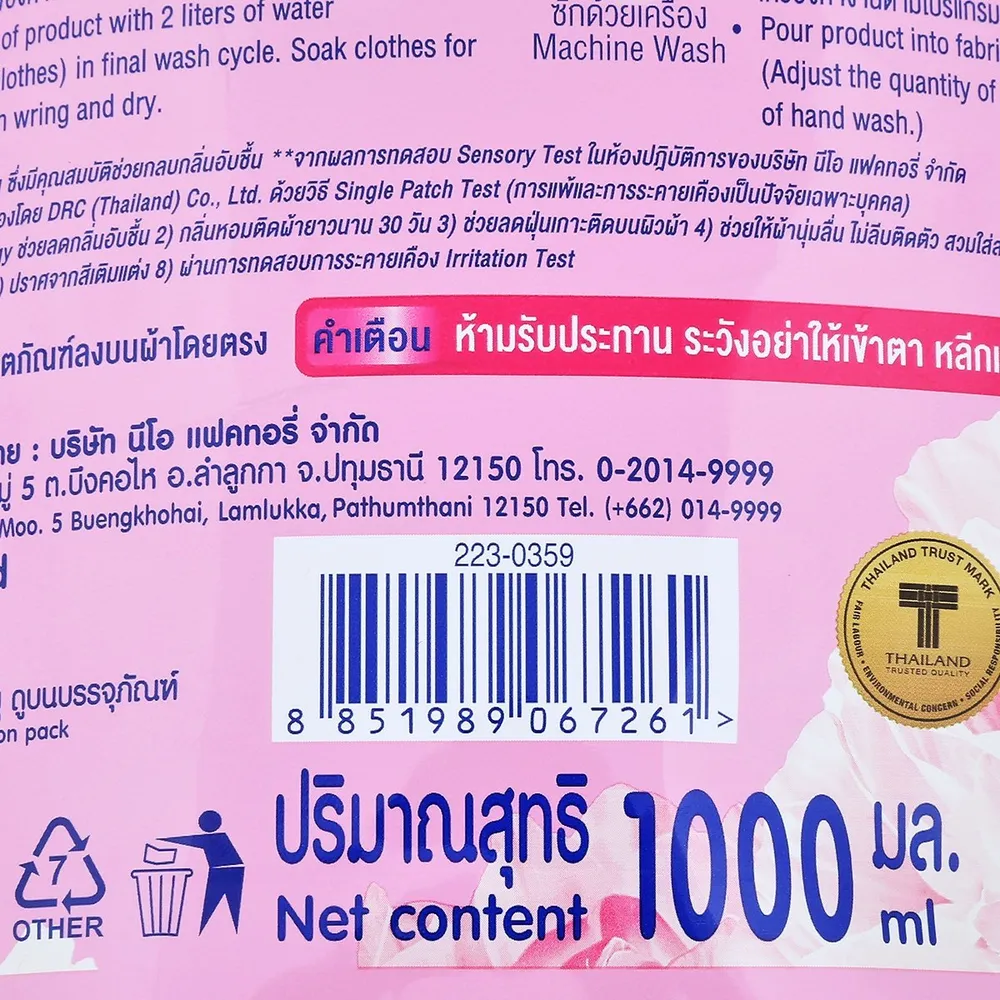 of product with 2 liters of water
clothes) in final wash cycle. Soak clothes for
wring and dry.
ซักด้วยเครื่อง
Machine Wash
• Pour product into fabri
(Adjust the quantity of
of hand wash.)
ซึ่งมีคุณสมบัติช่วยกลบกลิ่นอับชื้น **จากผลการทดสอบ Sensory Test ในห้องปฏิบัติการของบริษัท นีโอ แฟคทอรี่ จำกัด
โดย DRC (Thailand) Co., Ltd. ด้วยวิธี Single Patch Test (การแพ้และการระคายเคืองเป็นปัจจัยเฉพาะบุคคล)
ช่วยลดกลิ่นอับชื้น 2) กลิ่นหอมติดผ้ายาวนาน 30 วัน 3) ช่วยลดฝุ่นเกาะติดบนผิวผ้า 4) ช่วยให้ผ้านุ่มลื่น ไม่ลีบติดตัว สวมใส่
ปราศจากสีเติมแต่ง 8) ผ่านการทดสอบการระคายเคือง Irritation Test
ตภัณฑ์ลงบนผ้าโดยตรง
คำเตือน ห้ามรับประทาน ระวังอย่าให้เข้าตา หลีก
าย : บริษัท นีโอ แฟคทอรี่ จำกัด
มู่ 5 ต.บึงคอไห อ.ลำลูกกา จ.ปทุมธานี 12150 โทร. 0-2014-9999
Moo. 5 Buengkhohai, Lamlukka, Pathumthani 12150 Tel. (+662) 014-9999
223-0359
8 851989 067261 >
THAILAND TRUST MARK
THAILAND
TRUSTED QUALITY
FAIR LABOUR • ENVIRONMENTAL CONCERN • SOCIAL RESPONSIBILITY
ดูบนบรรจุภัณฑ์
on pack
7
OTHER
ปริมาณสุทธิ 1000 มล.
Net content ml